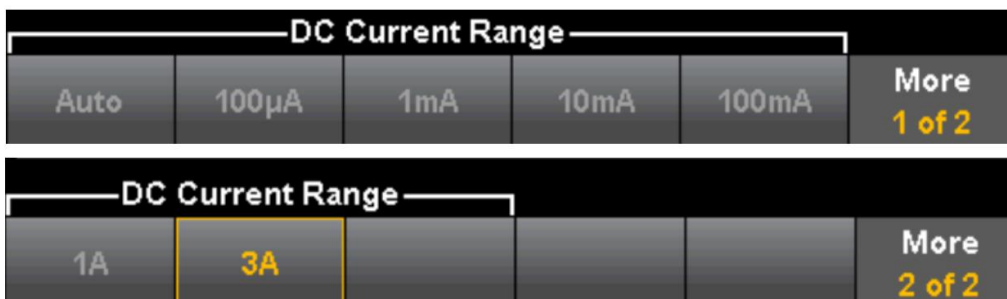 DC Current Range
Auto 100µA 1mA 10mA 100mA More
1 of 2
DC Current Range
1A 3A More
2 of 2